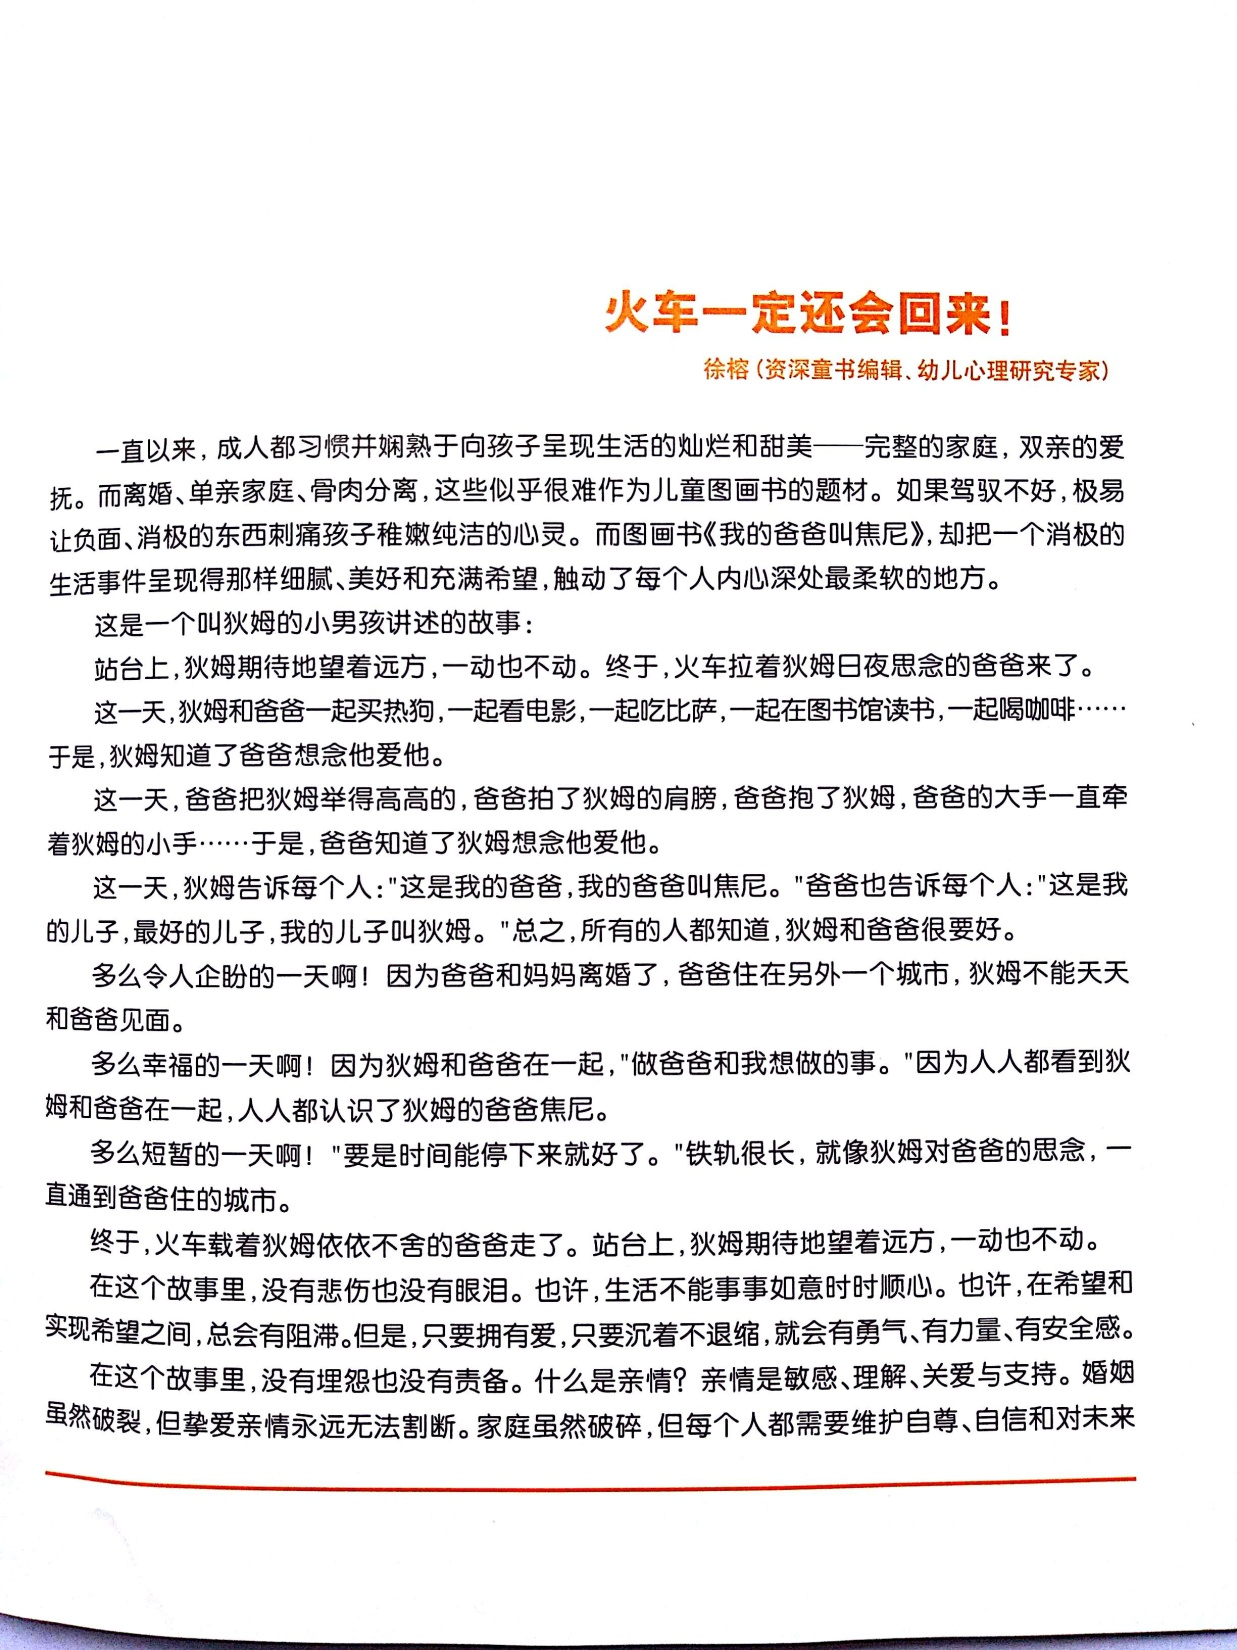 火车一定还会回来！
徐榕（资深童书编辑、幼儿心理研究专家）
一直以来，成人都习惯并娴熟于向孩子呈现生活的灿烂和甜美——完整的家庭，双亲的爱
抚。而离婚、单亲家庭、骨肉分离，这些似乎很难作为儿童图画书的题材。如果驾驭不好，极易
让负面、消极的东西刺痛孩子稚嫩纯洁的心灵。而图画书《我的爸爸叫焦尼》，却把一个消极的
生活事件呈现得那样细腻、美好和充满希望，触动了每个人内心深处最柔软的地方。
这是一个叫狄姆的小男孩讲述的故事：
站台上，狄姆期待地望着远方，一动也不动。终于，火车拉着狄姆日夜思念的爸爸来了。
这一天，狄姆和爸爸一起买热狗，一起看电影，一起吃比萨，一起在图书馆读书，一起喝咖啡……
于是，狄姆知道了爸爸想念他爱他。
这一天，爸爸把狄姆举得高高的，爸爸拍了狄姆的肩膀，爸爸抱了狄姆，爸爸的大手一直牵
着狄姆的小手……于是，爸爸知道了狄姆想念他爱他。
这一天，狄姆告诉每个人："这是我的爸爸，我的爸爸叫焦尼。"爸爸也告诉每个人："这是我
的儿子，最好的儿子，我的儿子叫狄姆。"总之，所有的人都知道，狄姆和爸爸很要好。
多么令人企盼的一天啊！因为爸爸和妈妈离婚了，爸爸住在另外一个城市，狄姆不能天天
和爸爸见面。
多么幸福的一天啊！因为狄姆和爸爸在一起，"做爸爸和我想做的事。"因为人人都看到狄
姆和爸爸在一起，人人都认识了狄姆的爸爸焦尼。
多么短暂的一天啊！"要是时间能停下来就好了。"铁轨很长，就像狄姆对爸爸的思念，一
直通到爸爸住的城市。
终于，火车载着狄姆依依不舍的爸爸走了。站台上，狄姆期待地望着远方，一动也不动。
在这个故事里，没有悲伤也没有眼泪。也许，生活不能事事如意时时顺心。也许，在希望和
实现希望之间，总会有阻滞。但是，只要拥有爱，只要沉着不退缩，就会有勇气、有力量、有安全感。
在这个故事里，没有埋怨也没有责备。什么是亲情？亲情是敏感、理解、关爱与支持。婚姻
虽然破裂，但挚爱亲情永远无法割断。家庭虽然破碎，但每个人都需要维护自尊、自信和对未来